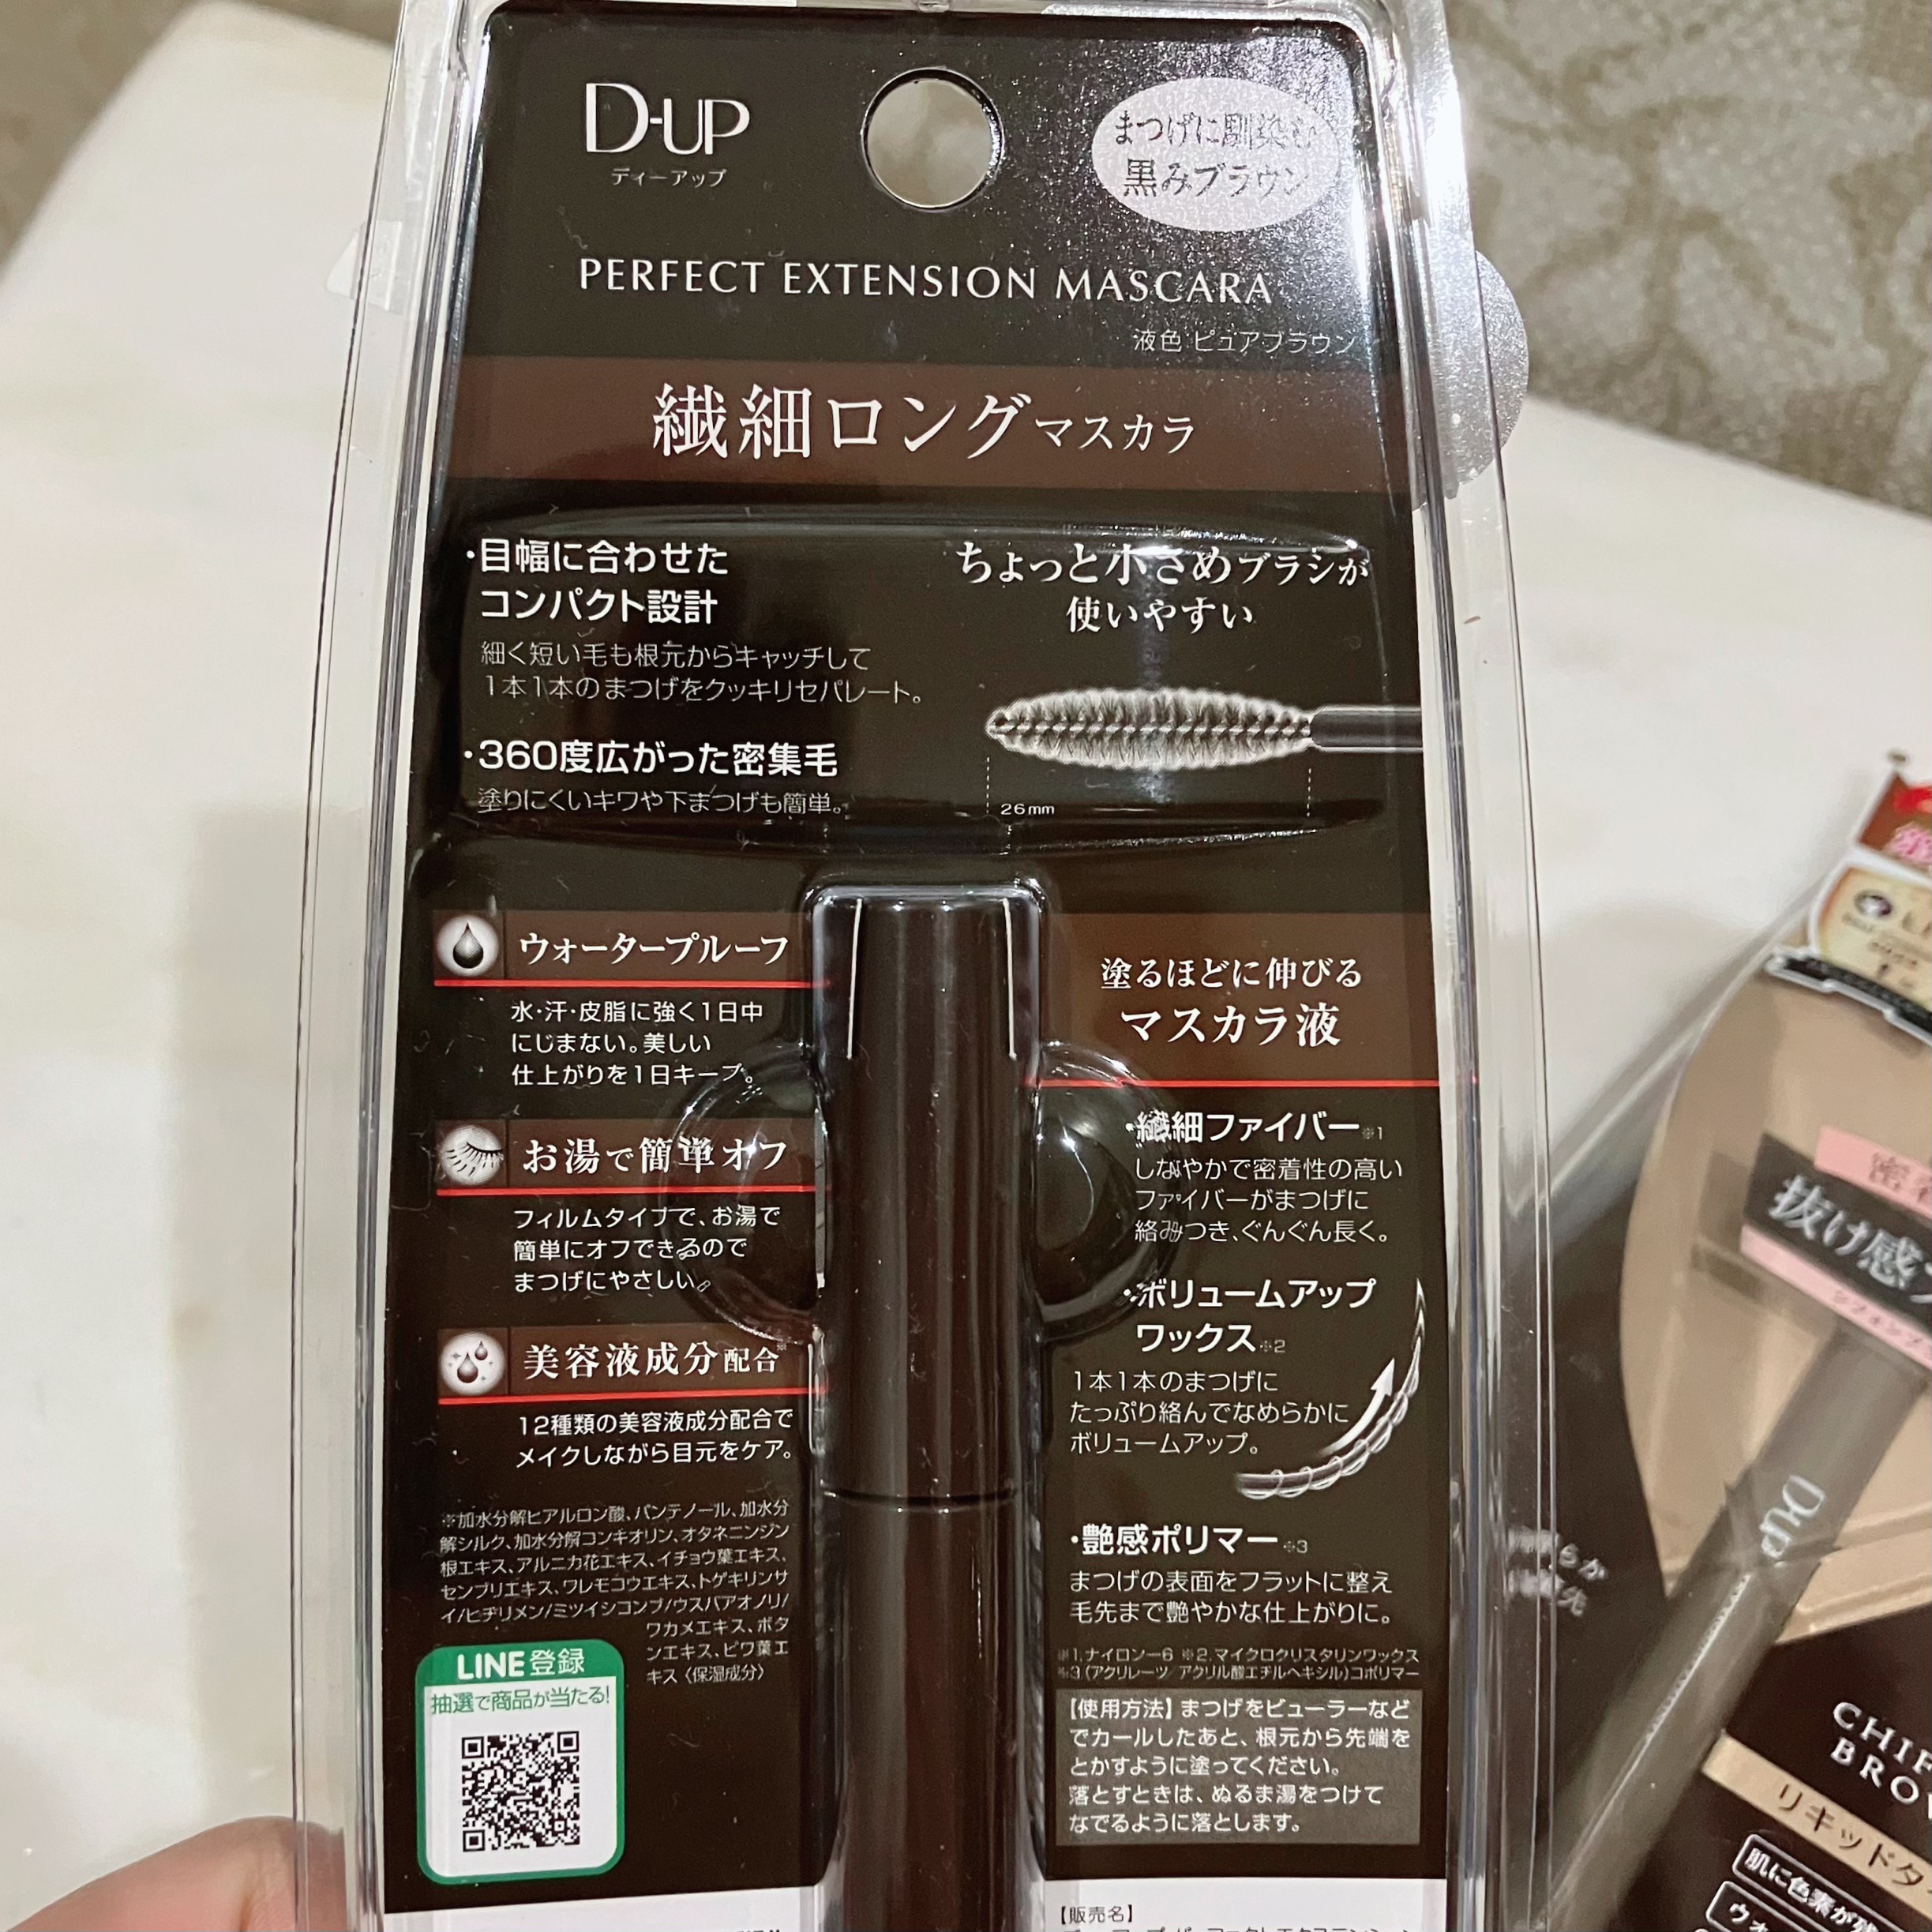 D-UP
ディーアップ
まつげに馴染む
黒みブラウン
PERFECT EXTENSION MASCARA
液色 ピュアブラウン
繊細ロングマスカラ
・目幅に合わせた
コンパクト設計
細く短い毛も根元からキャッチして
1本1本のまつげをクッキリセパレート。
・360度広がった密集毛
塗りにくいキワや下まつげも簡単。
ちょっと小さめブラシが
使いやすい
26mm
ウォータープルーフ
水・汗・皮脂に強く1日中
にじまない。美しい
仕上がりを1日キープ。
お湯で簡単オフ
フィルムタイプで、お湯で
簡単にオフできるので
まつげにやさしい。
美容液成分配合※
12種類の美容液成分配合で
メイクしながら目元をケア。
※加水分解ヒアルロン酸、パンテノール、加水分
解シルク、加水分解コンキオリン、オタネニンジン
根エキス、アルニカ花エキス、イチョウ葉エキス、
センブリエキス、ワレモコウエキス、トゲキリンサ
イ/ヒヂリメン/ミツイシコンブ/ウスバアオノリ/
ワカメエキス、ボタ
ンエキス、ビワ葉エ
キス〈保湿成分〉
LINE登録
抽選で商品が当たる!
塗るほどに伸びる
マスカラ液
・繊細ファイバー※1
しなやかで密着性の高い
ファイバーがまつげに
絡みつき、ぐんぐん長く。
・ボリュームアップ
ワックス※2
1本1本のまつげに
たっぷり絡んでなめらかに
ボリュームアップ。
・艶感ポリマー※3
まつげの表面をフラットに整え
毛先まで艶やかな仕上がりに。
※1.ナイロン-6 ※2.マイクロクリスタリンワックス
※3(アクリレーツ/アクリル酸エチルヘキシル)コポリマー
【使用方法】まつげをビューラーなど
でカールしたあと、根元から先端を
とかすように塗ってください。
落とすときは、ぬるま湯をつけて
なでるように落とします。
【販売名】
抜け感
D-UP
CHIF
BROW
リキッドタ
肌に色素が
ウォ